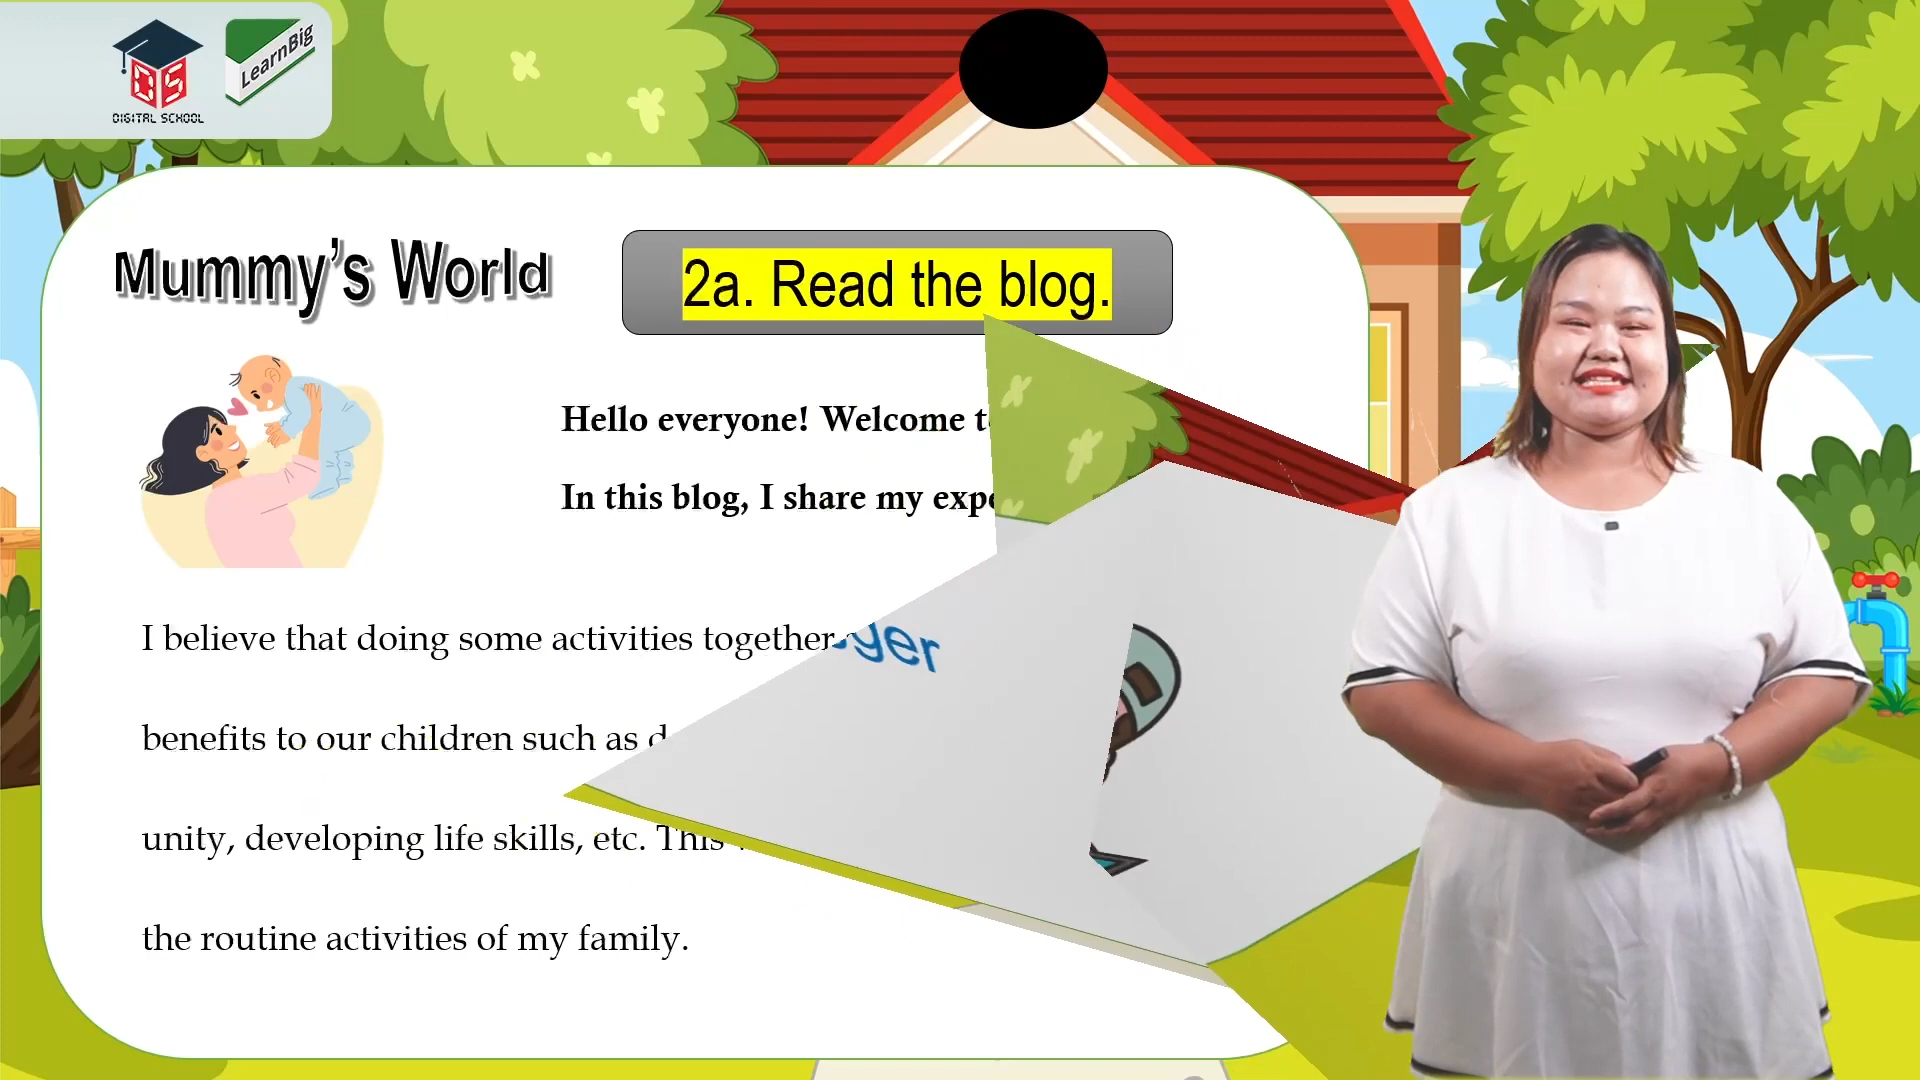 DS
DIGITAL SCHOOL
LearnBig
Mummy's World
2a. Read the blog.
Hello everyone! Welcome
In this blog, I share my
I believe that doing some activities together
benefits to our children such as
unity, developing life skills, etc. This
the routine activities of my family.